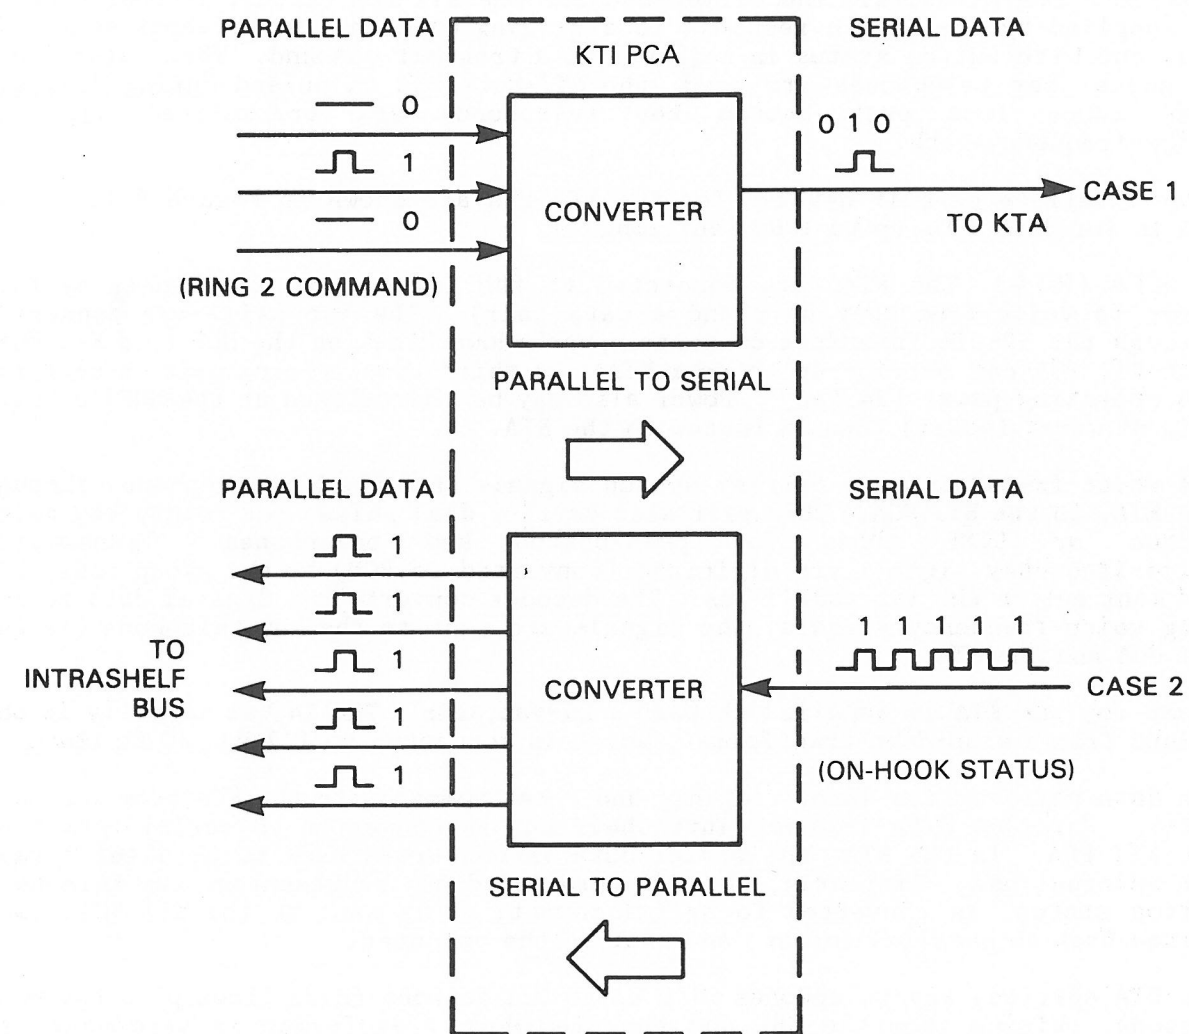 PARALLEL DATA
KTI PCA
SERIAL DATA
0
1
0
(RING 2 COMMAND)
CONVERTER
0 1 0
CASE 1
TO KTA
PARALLEL TO SERIAL
PARALLEL DATA
SERIAL DATA
1
1
1
1
1
TO
INTRASHELF
BUS
CONVERTER
1 1 1 1 1
CASE 2
(ON-HOOK STATUS)
SERIAL TO PARALLEL